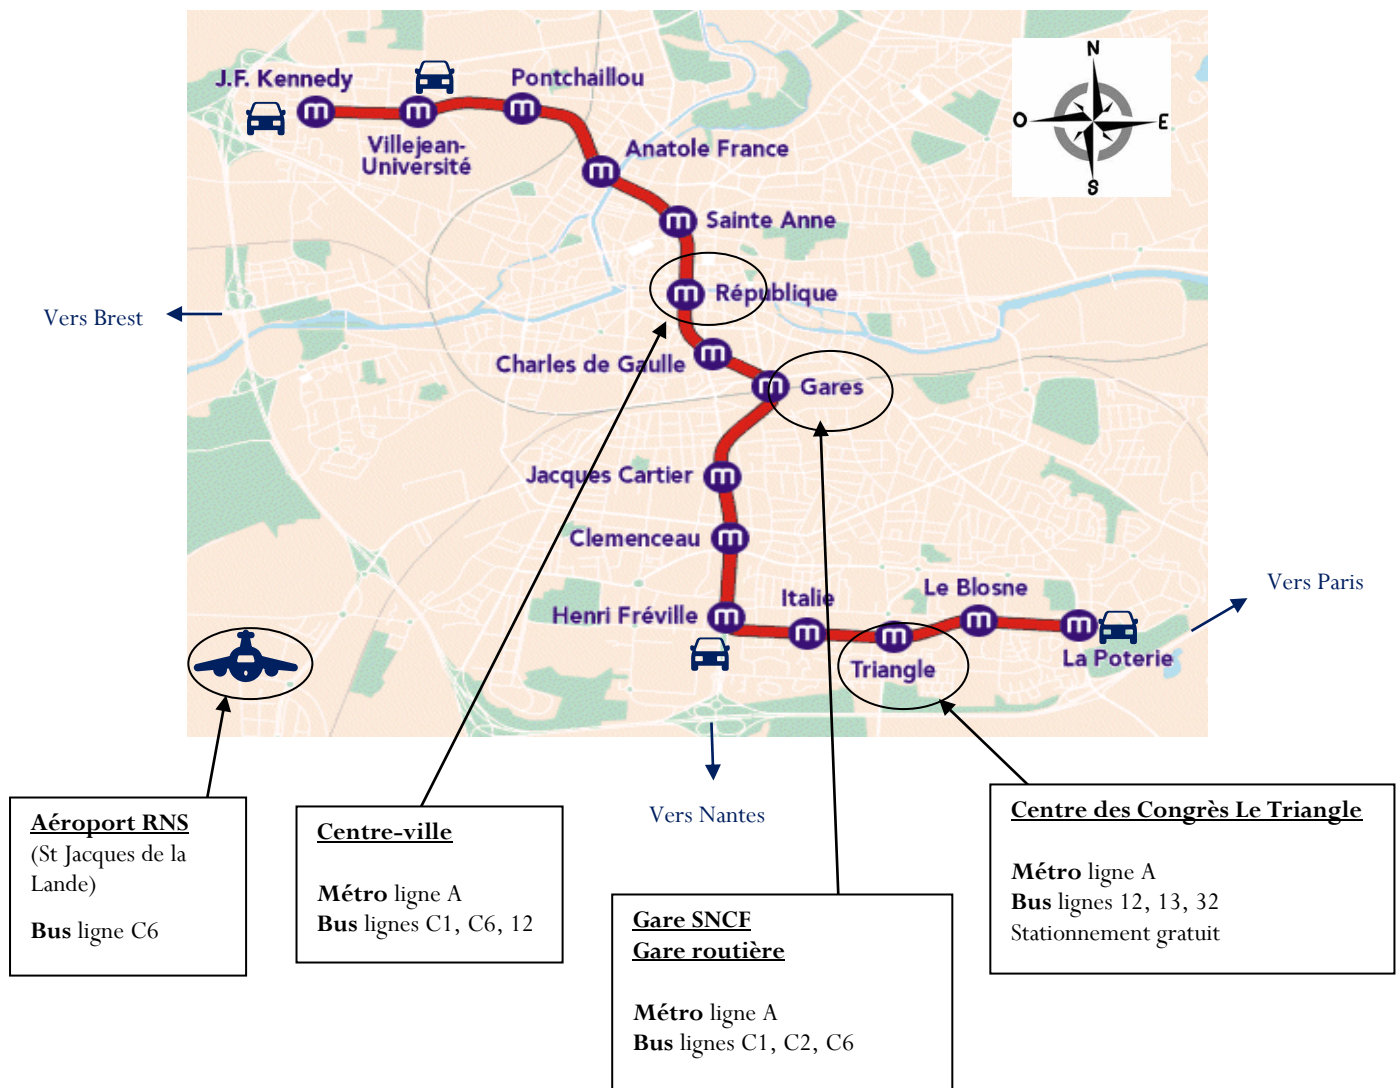 N
O
E
S
J.F. Kennedy
Pontchaillou
Villejean-
Université
Anatole France
Sainte Anne
République
Vers Brest
Charles de Gaulle
Gares
Jacques Cartier
Clemenceau
Vers Paris
Le Blosne
Italie
Henri Fréville
La Poterie
Triangle
Vers Nantes
Aéroport RNS
(St Jacques de la
Lande)
Bus ligne C6
Centre-ville
Métro ligne A
Bus lignes C1, C6, 12
Gare SNCF
Gare routière
Métro ligne A
Bus lignes C1, C2, C6
Centre des Congrès Le Triangle
Métro ligne A
Bus lignes 12, 13, 32
Stationnement gratuit